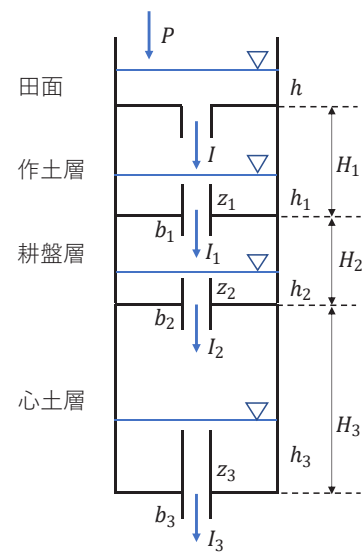 P
田面
h
I
H₁
作土層
z₁
h₁
b₁
I₁
耕盤層
H₂
z₂
h₂
b₂
I₂
心土層
H₃
z₃
h₃
b₃
I₃